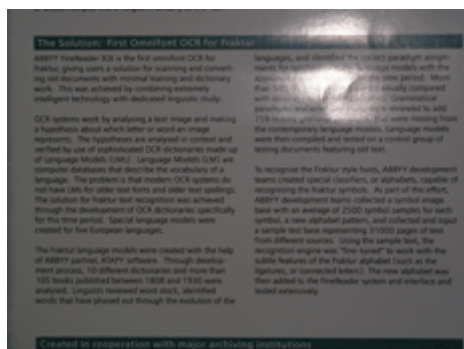 The Solution: First Omnifont OCR for Fraktur
ABBYY FineReader XIX is the first omnifont OCR for
fraktur, giving users a solution for scanning and convert-
ing old documents with minimal training and dictionary
work. This was achieved by combining extremely
intelligent technology with dedicated linguistic study:
OCR systems work by analysing a text image and making
a hypothesis about which letter or word an image
represents. The hypotheses are analysed in context and
verified by use of sophisticated OCR dictionaries made up
of Language Models (LMs). Language Models (LM) are
computer databases that describe the vocabulary of a
language. The problem is that modern OCR systems do
not have LMs for older text fonts and older text spellings.
The solution for Fraktur text recognition was achieved
through the development of OCR dictionaries specifically
for this time period. Special language models were
created for five European languages.
The Fraktur language models were created with the help
of ABBYY partner, ATAPY software. Through develop-
ment process, 10 different dictionaries and more than
105 books published between 1808 and 1930 were
analysed. Linguists reviewed word stock, identified
words that have phased out through the evolution of the
languages, and identified the correct paradigm assign-
ments for image models with the
time period. More
than manually compared
with Grammatical
paradigms reviewed to add
that were missing from
the contemporary language models. Language models
were then compiled and tested on a control group of
testing documents featuring old text.
To recognise the Fraktur style fonts, ABBYY development
teams created special classifiers, or alphabets, capable of
recognising the fraktur symbols. As part of this effort,
ABBYY development teams collected a symbol image
base with an average of 2500 symbol samples for each
symbol, a new alphabet pattern, and collected and input
a sample test base representing 31000 pages of text
from different sources. Using the sample text, the
recognition engine was "fine-tuned" to work with the
subtle features of the fraktur alphabet (such as the
ligatures, or connected letters). The new alphabet was
then added to the FineReader system and interface and
tested extensively.
Created in cooperation with major archiving institutions